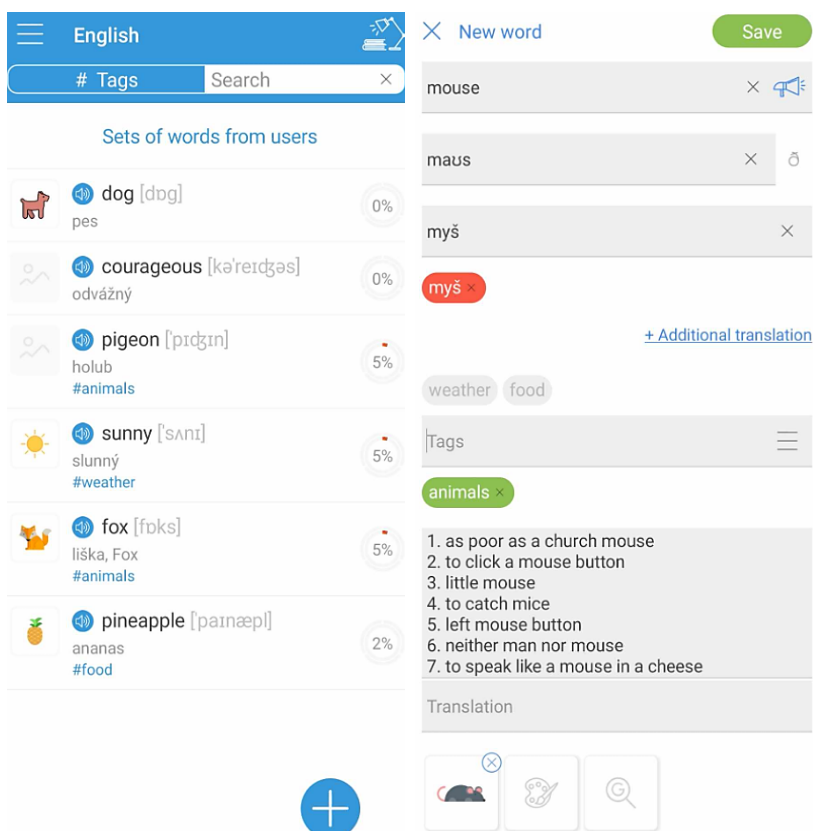 English
# Tags
Search ×
Sets of words from users
dog [dɒg]
pes
0%
courageous [kəˈreɪʤəs]
odvážný
0%
pigeon [ˈpɪʤɪn]
holub
#animals
5%
sunny [ˈsʌnɪ]
slunný
#weather
5%
fox [fɒks]
liška, Fox
#animals
5%
pineapple [ˈpaɪnæpl]
ananas
#food
2%
New word
Save
mouse
maʊs
ð
myš
myš ×
+ Additional translation
weather food
Tags
animals ×
1. as poor as a church mouse
2. to click a mouse button
3. little mouse
4. to catch mice
5. left mouse button
6. neither man nor mouse
7. to speak like a mouse in a cheese
Translation
G